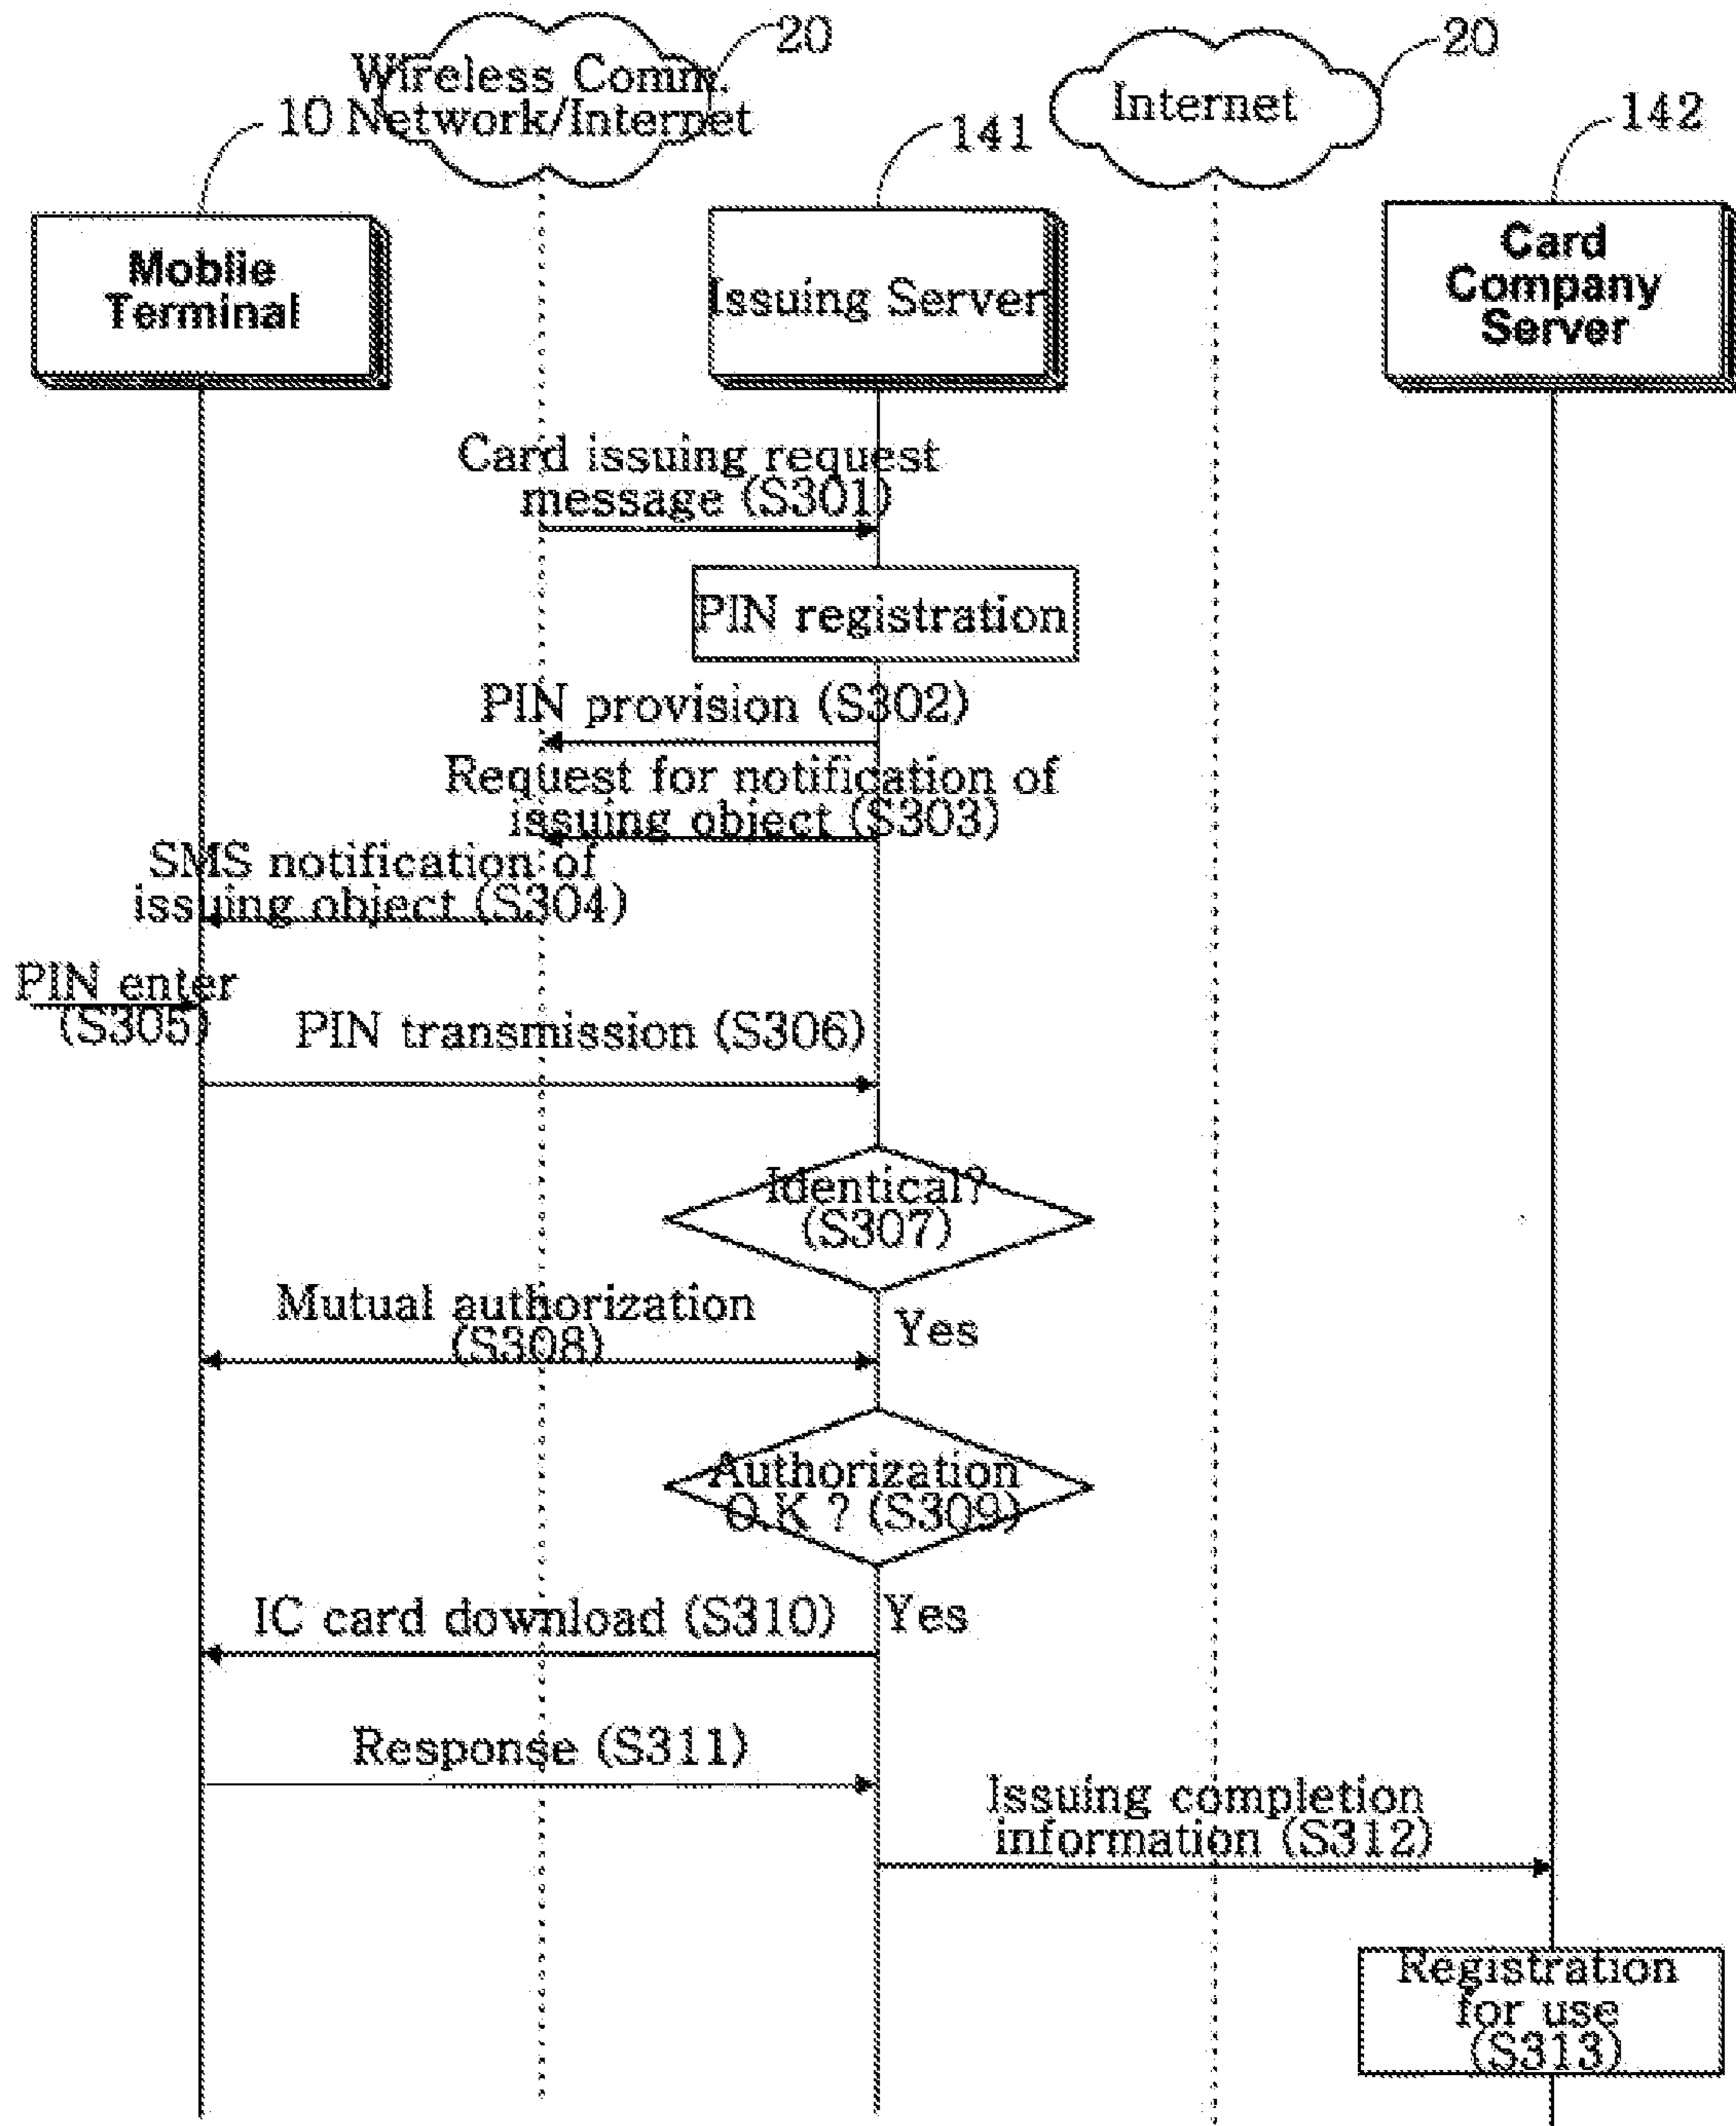 20
20
Wireless Comm.
Network/Internet
Internet
10
141
142
Moblie
Terminal
Issuing Server
Card
Company
Server
Card issuing request
message (S301)
PIN registration
PIN provision (S302)
Request for notification of
issuing object (S303)
SMS notification of
issuing object (S304)
PIN enter
(S305)
PIN transmission (S306)
Identical?
(S307)
Mutual authorization
(S308)
Yes
Authorization
O.K ? (S309)
IC card download (S310)
Yes
Response (S311)
Issuing completion
information (S312)
Registration
for use
(S313)